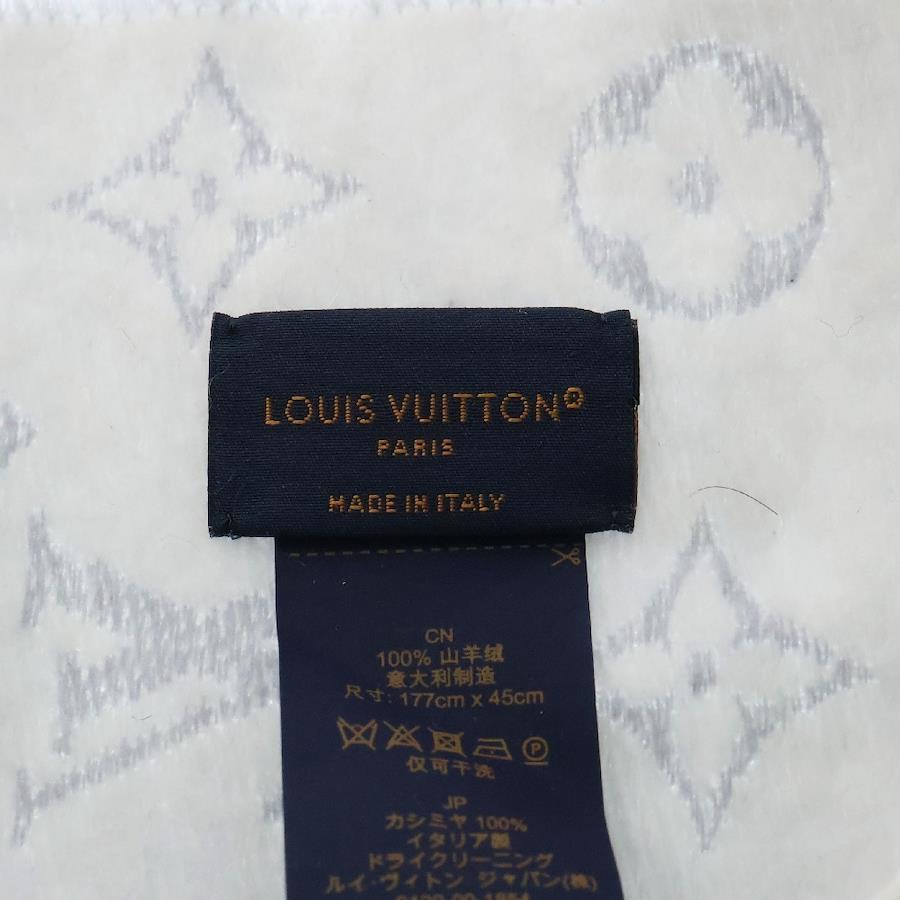 LOUIS VUITTON®
PARIS
MADE IN ITALY
CN
100% 山羊绒
意大利制造
尺寸: 177cm x 45cm
P
仅可干洗
JP
カシミヤ 100%
イタリア製
ドライクリーニング
ルイ・ヴィトン ジャパン(株)